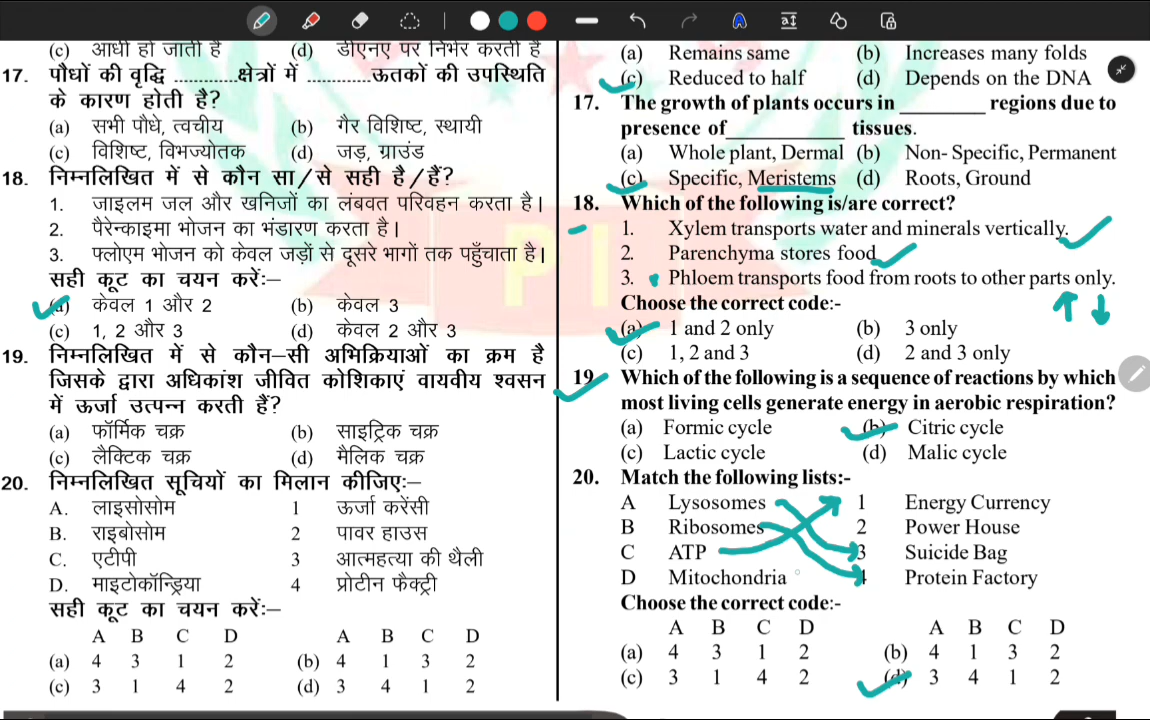 (c) आधी हो जाती है (d) डीएनए पर निर्भर करती है
17. पौधों की वृद्धि ...........क्षेत्रों में ...........ऊतकों की उपस्थिति
के कारण होती है?
(a) सभी पौधे, त्वचीय (b) गैर विशिष्ट, स्थायी
(c) विशिष्ट, विभज्योतक (d) जड़, ग्राउंड
18. निम्नलिखित में से कौन सा/से सही है/हैं?
1. जाइलम जल और खनिजों का लंबवत परिवहन करता है।
2. पैरेन्काइमा भोजन का भंडारण करता है।
3. फ्लोएम भोजन को केवल जड़ों से दूसरे भागों तक पहुँचाता है।
सही कूट का चयन करें:–
(a) केवल 1 और 2 (b) केवल 3
(c) 1, 2 और 3 (d) केवल 2 और 3
19. निम्नलिखित में से कौन–सी अभिक्रियाओं का क्रम है
जिसके द्वारा अधिकांश जीवित कोशिकाएं वायवीय श्वसन
में ऊर्जा उत्पन्न करती हैं?
(a) फॉर्मिक चक्र (b) साइट्रिक चक्र
(c) लैक्टिक चक्र (d) मैलिक चक्र
20. निम्नलिखित सूचियों का मिलान कीजिए:–
A. लाइसोसोम 1 ऊर्जा करेंसी
B. राइबोसोम 2 पावर हाउस
C. एटीपी 3 आत्महत्या की थैली
D. माइटोकॉन्ड्रिया 4 प्रोटीन फैक्ट्री
सही कूट का चयन करें:–
A B C D A B C D
(a) 4 3 1 2 (b) 4 1 3 2
(c) 3 1 4 2 (d) 3 4 1 2
(a) Remains same (b) Increases many folds
(c) Reduced to half (d) Depends on the DNA
17. The growth of plants occurs in ________ regions due to
presence of___________ tissues.
(a) Whole plant, Dermal (b) Non- Specific, Permanent
(c) Specific, Meristems (d) Roots, Ground
18. Which of the following is/are correct?
1. Xylem transports water and minerals vertically.
2. Parenchyma stores food
3. Phloem transports food from roots to other parts only.
Choose the correct code:-
(a) 1 and 2 only (b) 3 only
(c) 1, 2 and 3 (d) 2 and 3 only
19 Which of the following is a sequence of reactions by which
most living cells generate energy in aerobic respiration?
(a) Formic cycle (b) Citric cycle
(c) Lactic cycle (d) Malic cycle
20. Match the following lists:-
A Lysosomes 1 Energy Currency
B Ribosomes 2 Power House
C ATP 3 Suicide Bag
D Mitochondria 4 Protein Factory
Choose the correct code:-
A B C D A B C D
(a) 4 3 1 2 (b) 4 1 3 2
(c) 3 1 4 2 (d) 3 4 1 2